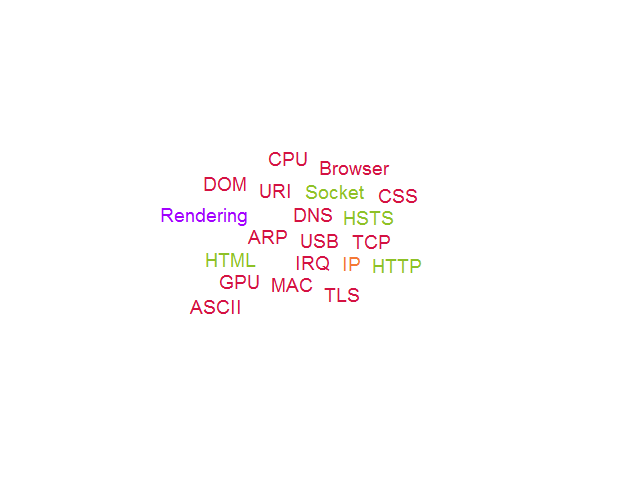 CPU
Browser
DOM
URI
Socket
CSS
Rendering
DNS
HSTS
ARP
USB
TCP
HTML
IRQ
IP
HTTP
GPU
MAC
TLS
ASCII